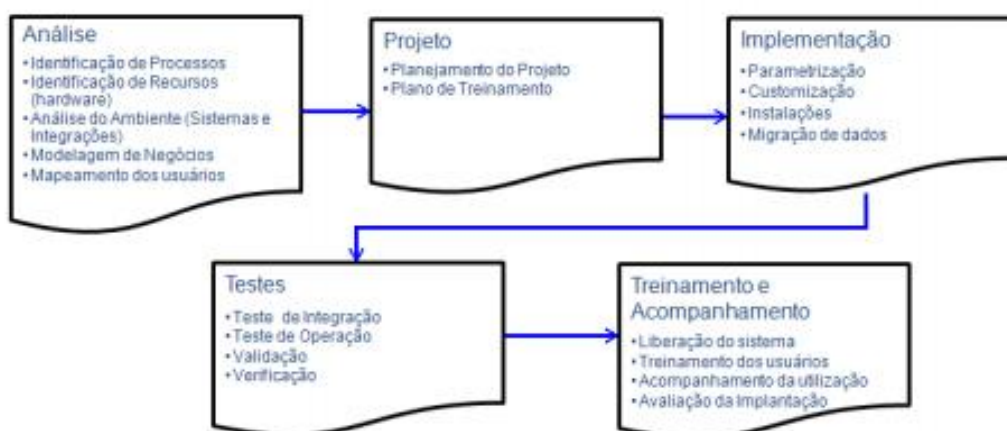 Análise
•Identificação de Processos
•Identificação de Recursos
(hardware)
•Análise do Ambiente (Sistemas e
Integrações)
•Modelagem de Negócios
•Mapeamento dos usuários
Projeto
•Planejamento do Projeto
•Plano de Treinamento
Implementação
•Parametrização
•Customização
•Instalações
•Migração de dados
Testes
•Teste de Integração
•Teste de Operação
•Validação
•Verificação
Treinamento e
Acompanhamento
•Liberação do sistema
•Treinamento dos usuários
•Acompanhamento da utilização
•Avaliação da Implantação